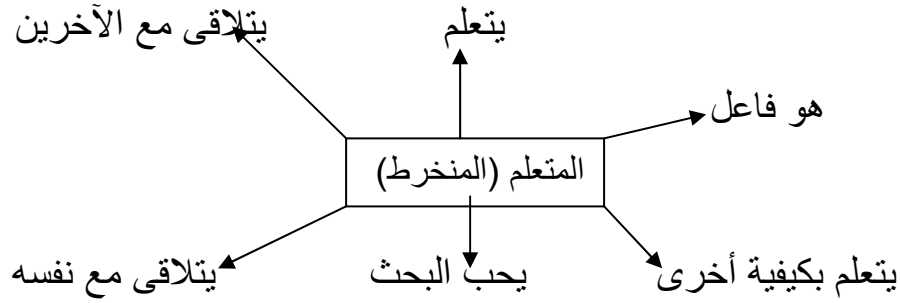 يتعلم
يتلاقى مع الآخرين
هو فاعل
المتعلم (المنخرط)
يتعلم بكيفية أخرى
يحب البحث
يتلاقى مع نفسه